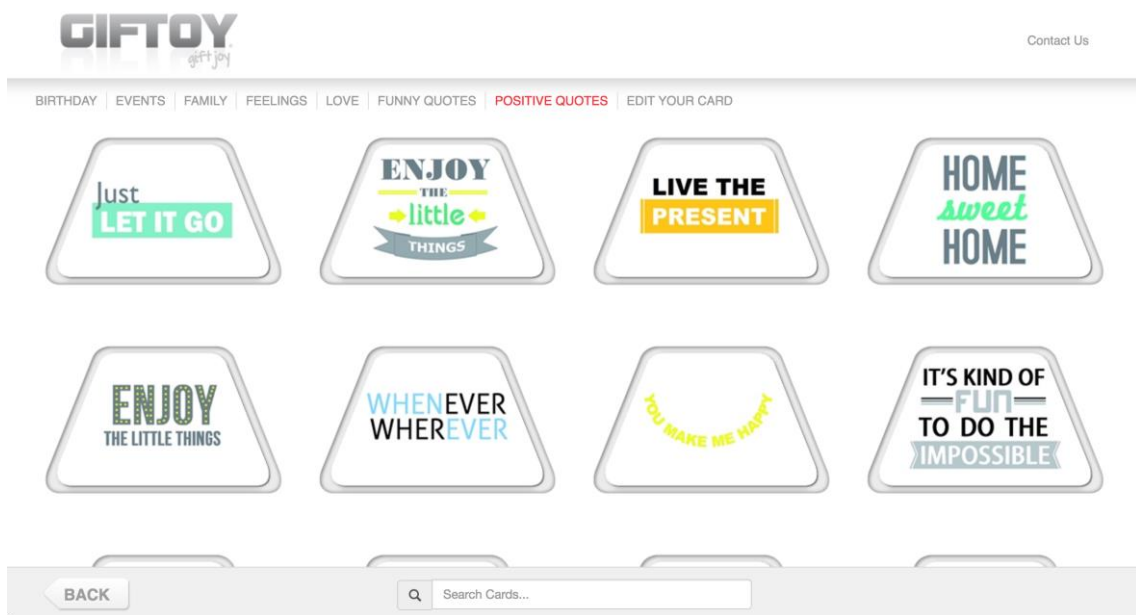 GIFTOY
gift joy
Contact Us
BIRTHDAY EVENTS FAMILY FEELINGS LOVE FUNNY QUOTES POSITIVE QUOTES EDIT YOUR CARD
Just
LET IT GO
ENJOY
THE
little
THINGS
LIVE THE
PRESENT
HOME
sweet
HOME
ENJOY
THE LITTLE THINGS
WHENEVER
WHEREVER
YOU MAKE ME HAPPY
IT'S KIND OF
FUN
TO DO THE
IMPOSSIBLE
BACK
Search Cards...